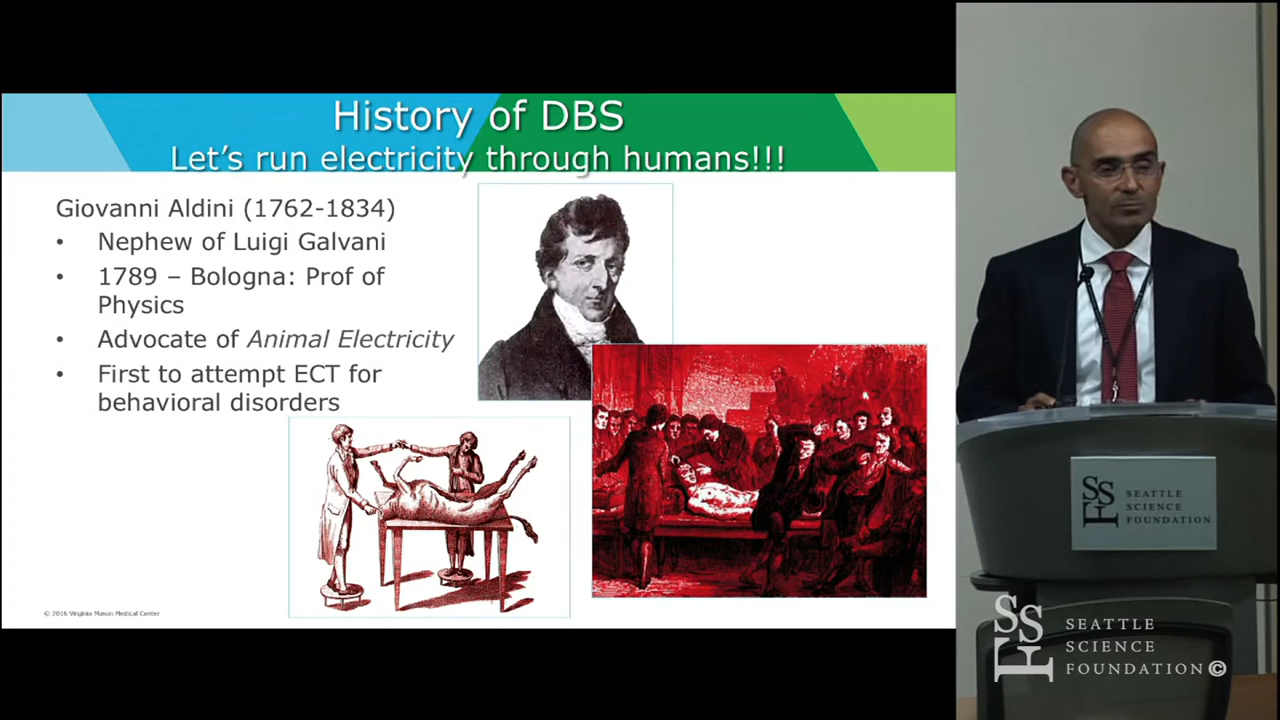 History of DBS
Let's run electricity through humans!!!
Giovanni Aldini (1762-1834)
• Nephew of Luigi Galvani
• 1789 – Bologna: Prof of
Physics
• Advocate of Animal Electricity
• First to attempt ECT for
behavioral disorders
© 2016 Virginia Mason Medical Center
SSF
SEATTLE
SCIENCE
FOUNDATION
SSF
SEATTLE
SCIENCE
FOUNDATION©